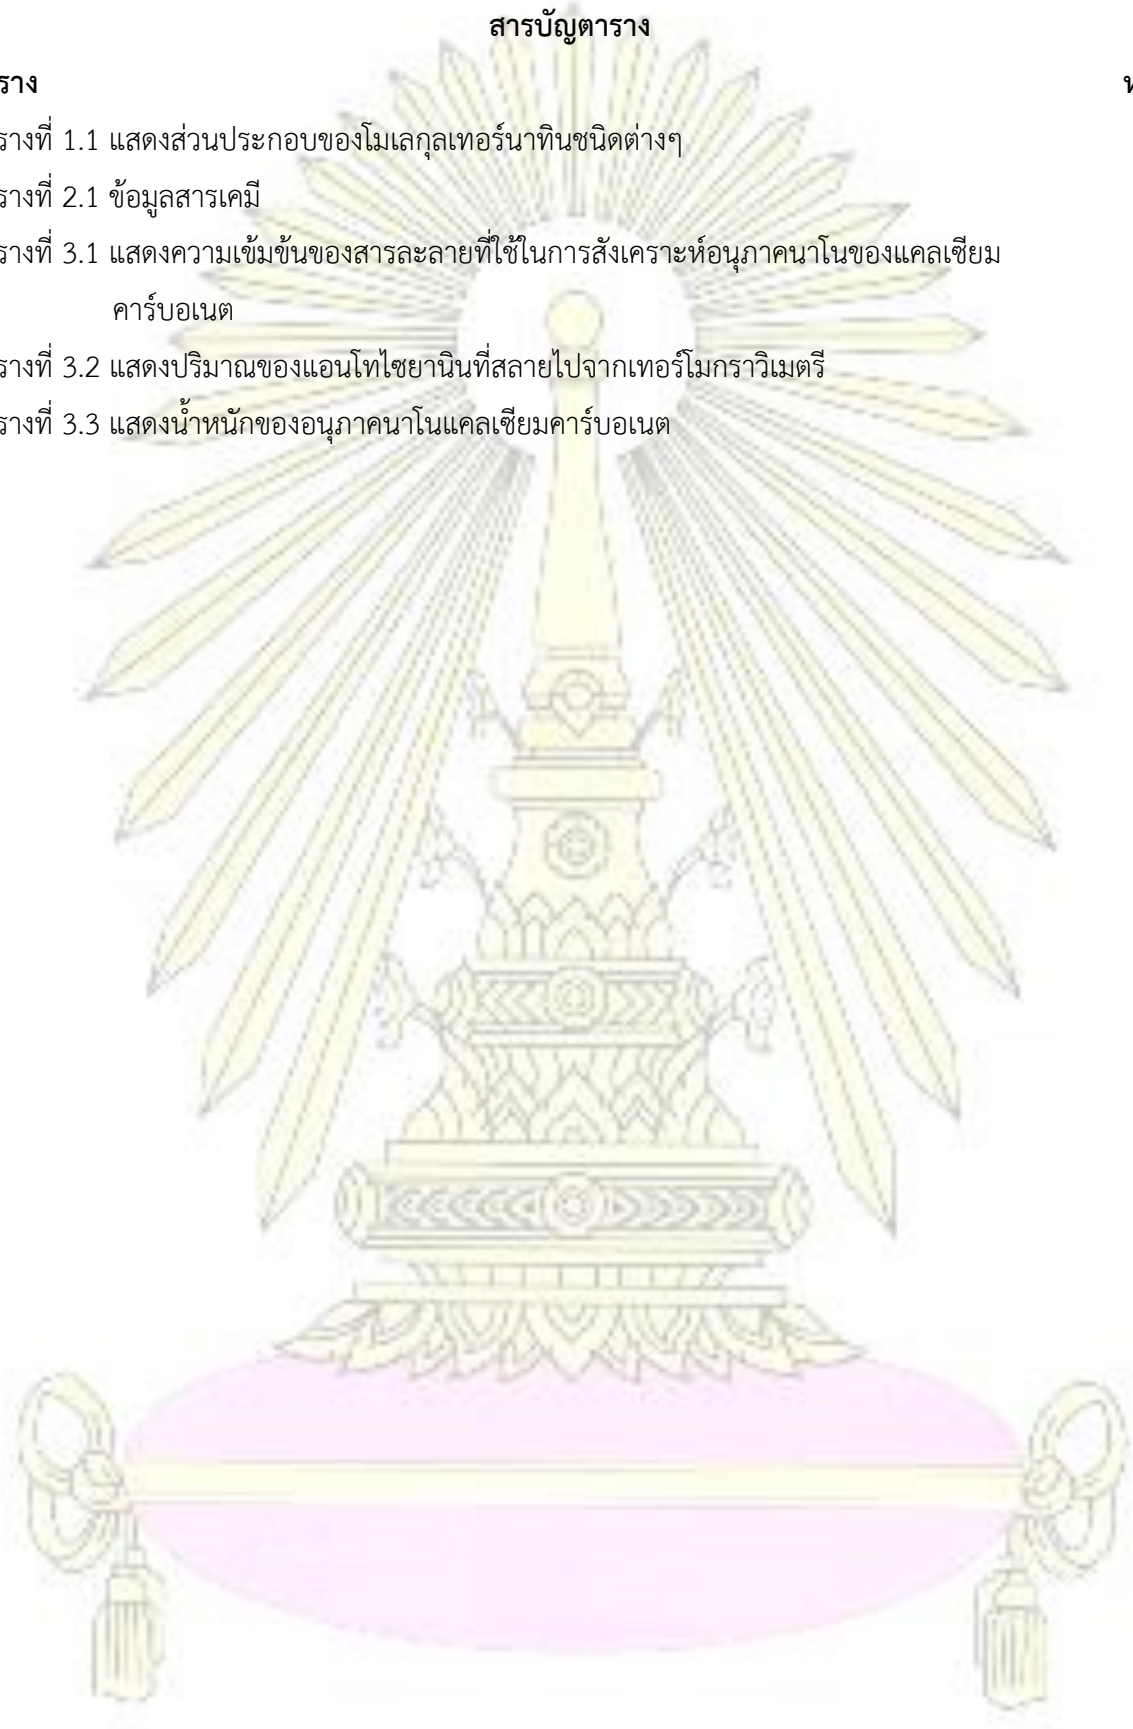 สารบัญตาราง
ราง ห
รางที่ 1.1 แสดงส่วนประกอบของโมเลกุลเทอร์นาทินชนิดต่างๆ
รางที่ 2.1 ข้อมูลสารเคมี
รางที่ 3.1 แสดงความเข้มข้นของสารละลายที่ใช้ในการสังเคราะห์อนุภาคนาโนของแคลเซียม
คาร์บอเนต
รางที่ 3.2 แสดงปริมาณของแอนโทไซยานินที่สลายไปจากเทอร์โมกราวิเมตรี
รางที่ 3.3 แสดงน้ำหนักของอนุภาคนาโนแคลเซียมคาร์บอเนต